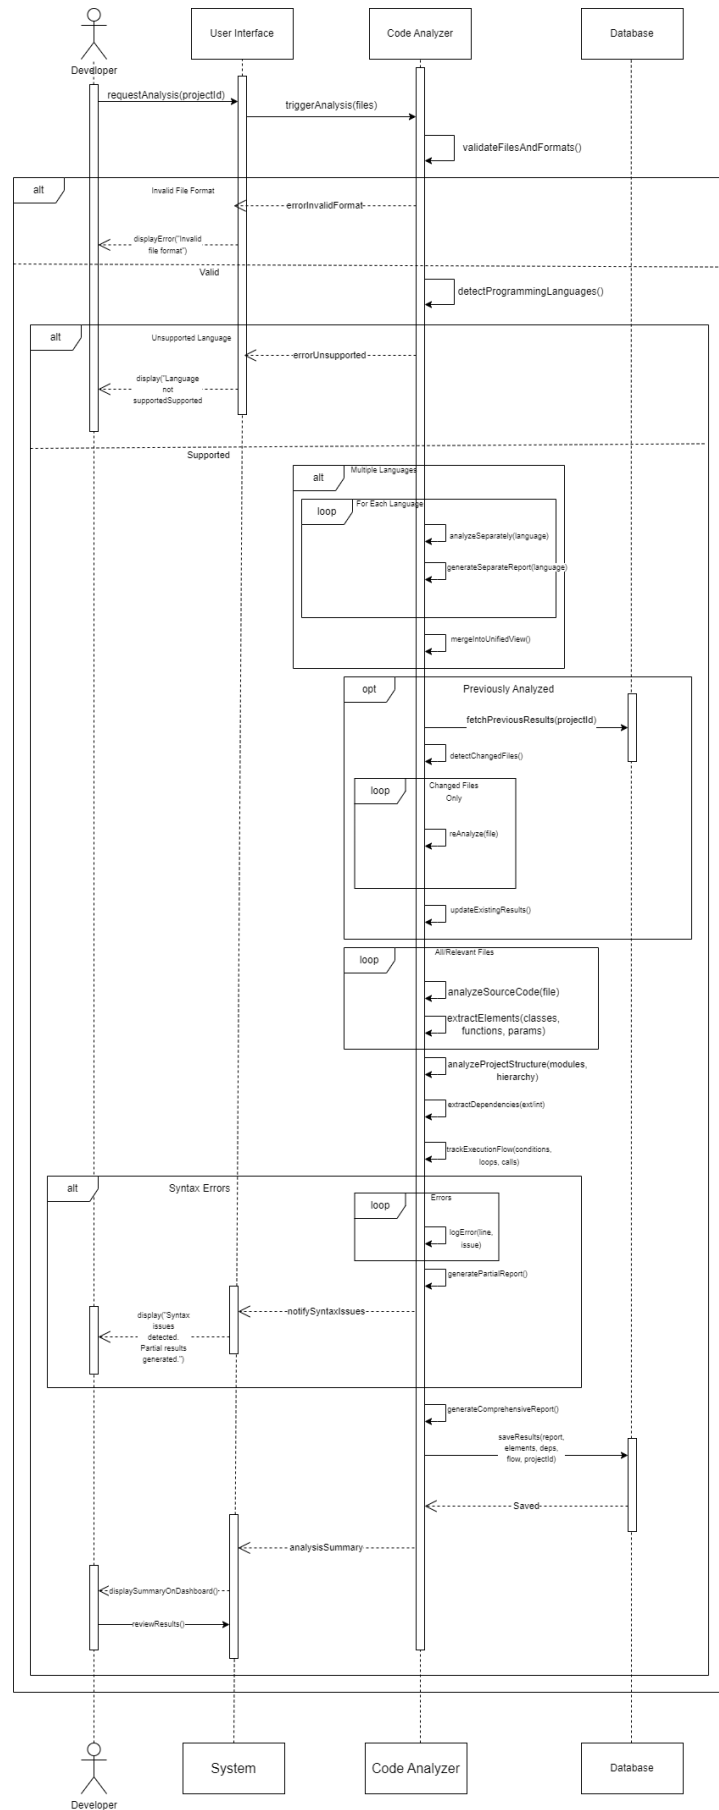 User Interface
Code Analyzer
Database
Developer
requestAnalysis(projectId)
triggerAnalysis(files)
validateFilesAndFormats()
alt
Invalid File Format
errorInvalidFormat
displayError("Invalid
file format")
Valid
detectProgrammingLanguages()
alt
Unsupported Language
errorUnsupported
display("Language
not
supportedSupported
Supported
alt
Multiple Languages
loop
For Each Language
analyzeSeparately(language)
generateSeparateReport(language)
mergeIntoUnifiedView()
opt
Previously Analyzed
fetchPreviousResults(projectId)
detectChangedFiles()
loop
Changed Files
Only
reAnalyze(file)
updateExistingResults()
loop
All/Relevant Files
analyzeSourceCode(file)
extractElements(classes,
functions, params)
analyzeProjectStructure(modules,
hierarchy)
extractDependencies(ext/int)
trackExecutionFlow(conditions,
loops, calls)
alt
Syntax Errors
loop
Errors
logError(line,
issue)
generatePartialReport()
notifySyntaxIssues
display("Syntax
issues
detected.
Partial results
generated.")
generateComprehensiveReport()
saveResults(report,
elements, deps,
flow, projectId)
Saved
analysisSummary
displaySummaryOnDashboard()
reviewResults()
System
Code Analyzer
Database
Developer